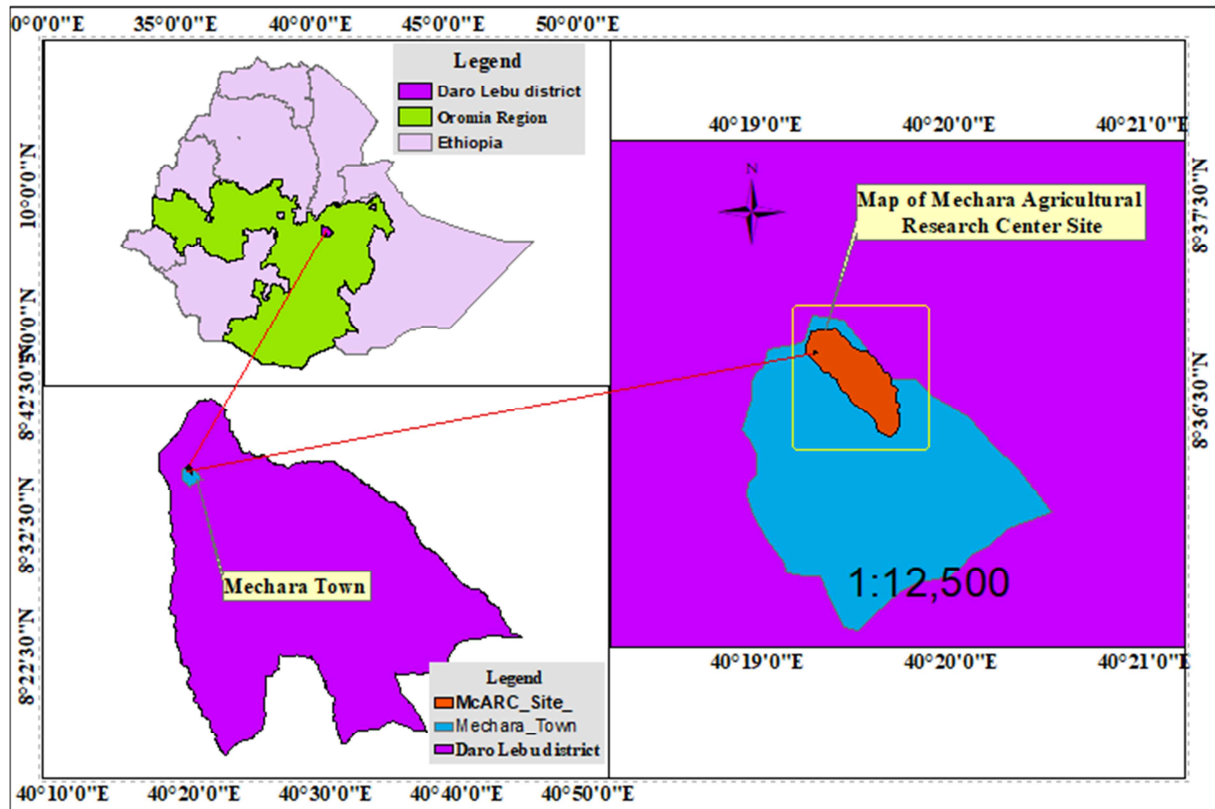 0°0'0"E 35°0'0"E 40°0'0"E 45°0'0"E 50°0'0"E
Legend
Daro Lebu district
Oromia Region
Ethiopia
10°0'0"N
8°42'30"N
8°32'30"N
8°22'30"N
Mechara Town
Legend
McARC_Site_
Mechara_Town
Daro Lebu district
40°10'0"E 40°20'0"E 40°30'0"E 40°40'0"E 40°50'0"E
40°19'0"E 40°20'0"E 40°21'0"E
N
Map of Mechara Agricultural
Research Center Site
8°37'30"N
8°36'30"N
1:12,500
40°19'0"E 40°20'0"E 40°21'0"E